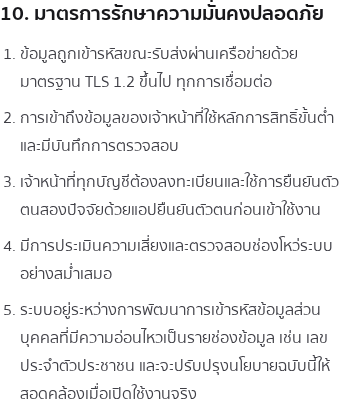 10. มาตรการรักษาความมั่นคงปลอดภัย
1. ข้อมูลถูกเข้ารหัสขณะรับส่งผ่านเครือข่ายด้วย
มาตรฐาน TLS 1.2 ขึ้นไป ทุกการเชื่อมต่อ
2. การเข้าถึงข้อมูลของเจ้าหน้าที่ใช้หลักการสิทธิ์ขั้นต่ำ
และมีบันทึกการตรวจสอบ
3. เจ้าหน้าที่ทุกบัญชีต้องลงทะเบียนและใช้การยืนยันตัว
ตนสองปัจจัยด้วยแอปยืนยันตัวตนก่อนเข้าใช้งาน
4. มีการประเมินความเสี่ยงและตรวจสอบช่องโหว่ระบบ
อย่างสม่ำเสมอ
5. ระบบอยู่ระหว่างการพัฒนาการเข้ารหัสข้อมูลส่วน
บุคคลที่มีความอ่อนไหวเป็นรายช่องข้อมูล เช่น เลข
ประจำตัวประชาชน และจะปรับปรุงนโยบายฉบับนี้ให้
สอดคล้องเมื่อเปิดใช้งานจริง